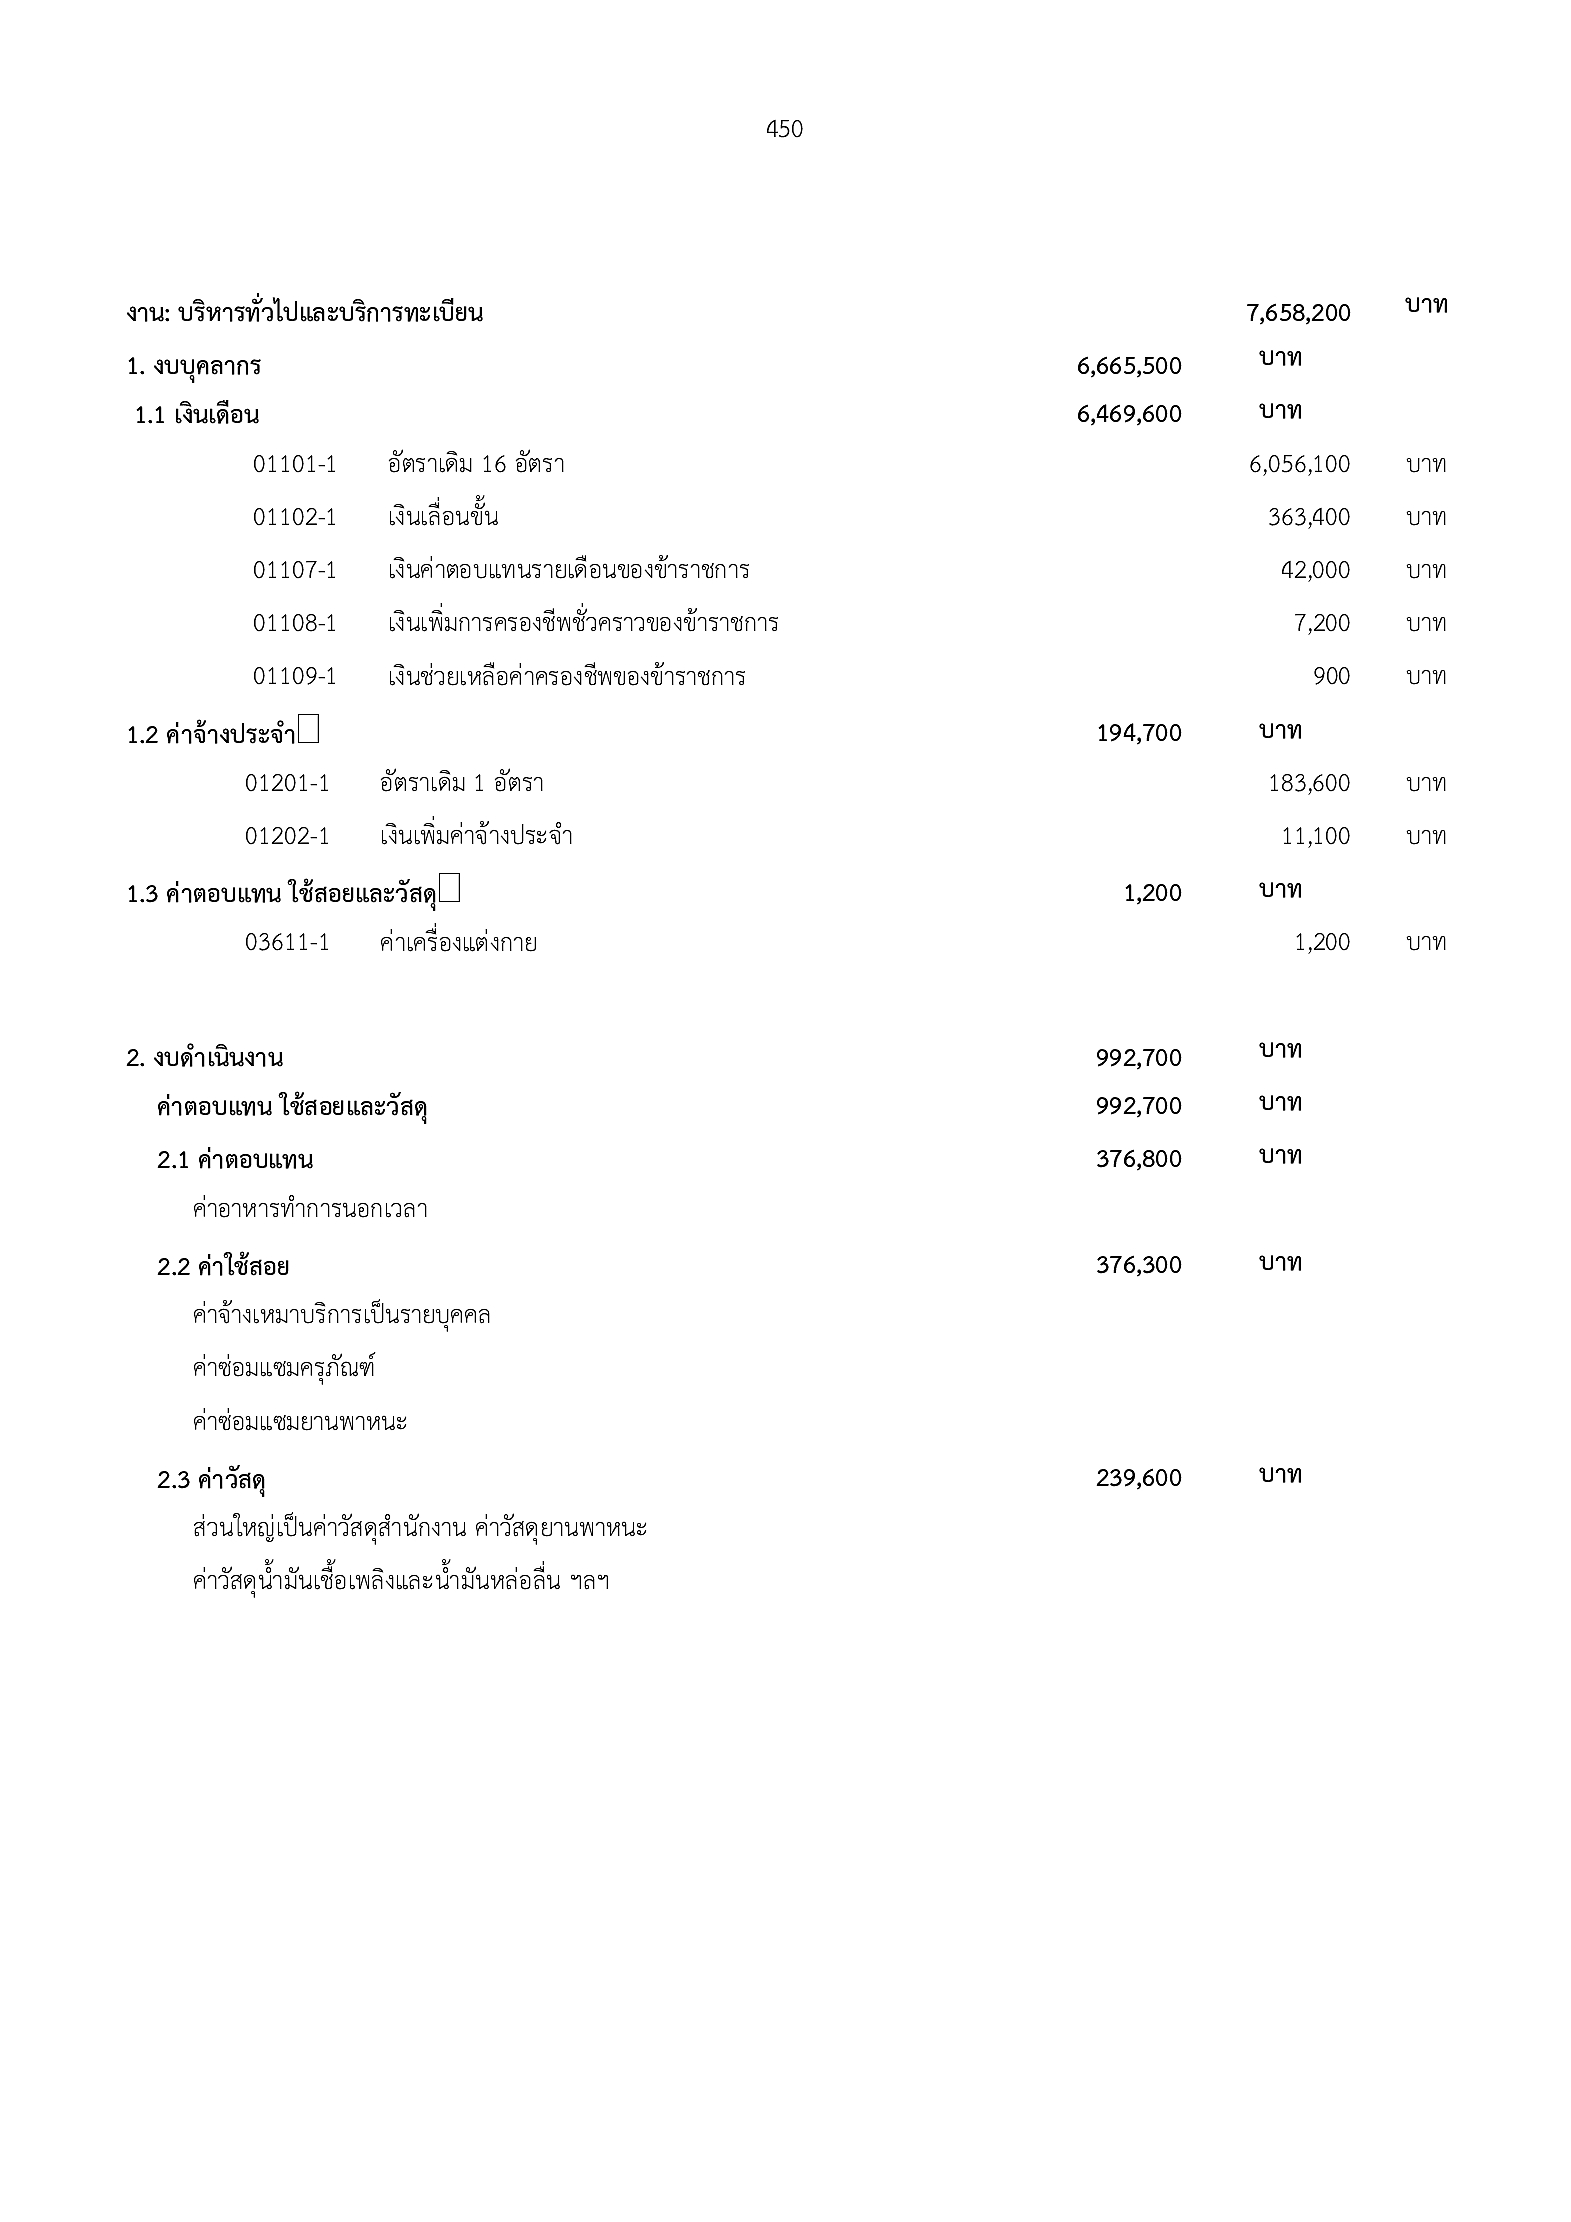 450
งาน: บริหารทั่วไปและบริการทะเบียน 7,658,200 บาท
1. งบบุคลากร 6,665,500 บาท
1.1 เงินเดือน 6,469,600 บาท
01101-1 อัตราเดิม 16 อัตรา 6,056,100 บาท
01102-1 เงินเลื่อนขั้น 363,400 บาท
01107-1 เงินค่าตอบแทนรายเดือนของข้าราชการ 42,000 บาท
01108-1 เงินเพิ่มการครองชีพชั่วคราวของข้าราชการ 7,200 บาท
01109-1 เงินช่วยเหลือค่าครองชีพของข้าราชการ 900 บาท
1.2 ค่าจ้างประจำ 194,700 บาท
01201-1 อัตราเดิม 1 อัตรา 183,600 บาท
01202-1 เงินเพิ่มค่าจ้างประจำ 11,100 บาท
1.3 ค่าตอบแทน ใช้สอยและวัสดุ 1,200 บาท
03611-1 ค่าเครื่องแต่งกาย 1,200 บาท
2. งบดำเนินงาน 992,700 บาท
ค่าตอบแทน ใช้สอยและวัสดุ 992,700 บาท
2.1 ค่าตอบแทน 376,800 บาท
ค่าอาหารทำการนอกเวลา
2.2 ค่าใช้สอย 376,300 บาท
ค่าจ้างเหมาบริการเป็นรายบุคคล
ค่าซ่อมแซมครุภัณฑ์
ค่าซ่อมแซมยานพาหนะ
2.3 ค่าวัสดุ 239,600 บาท
ส่วนใหญ่เป็นค่าวัสดุสำนักงาน ค่าวัสดุยานพาหนะ
ค่าวัสดุน้ำมันเชื้อเพลิงและน้ำมันหล่อลื่น ฯลฯ